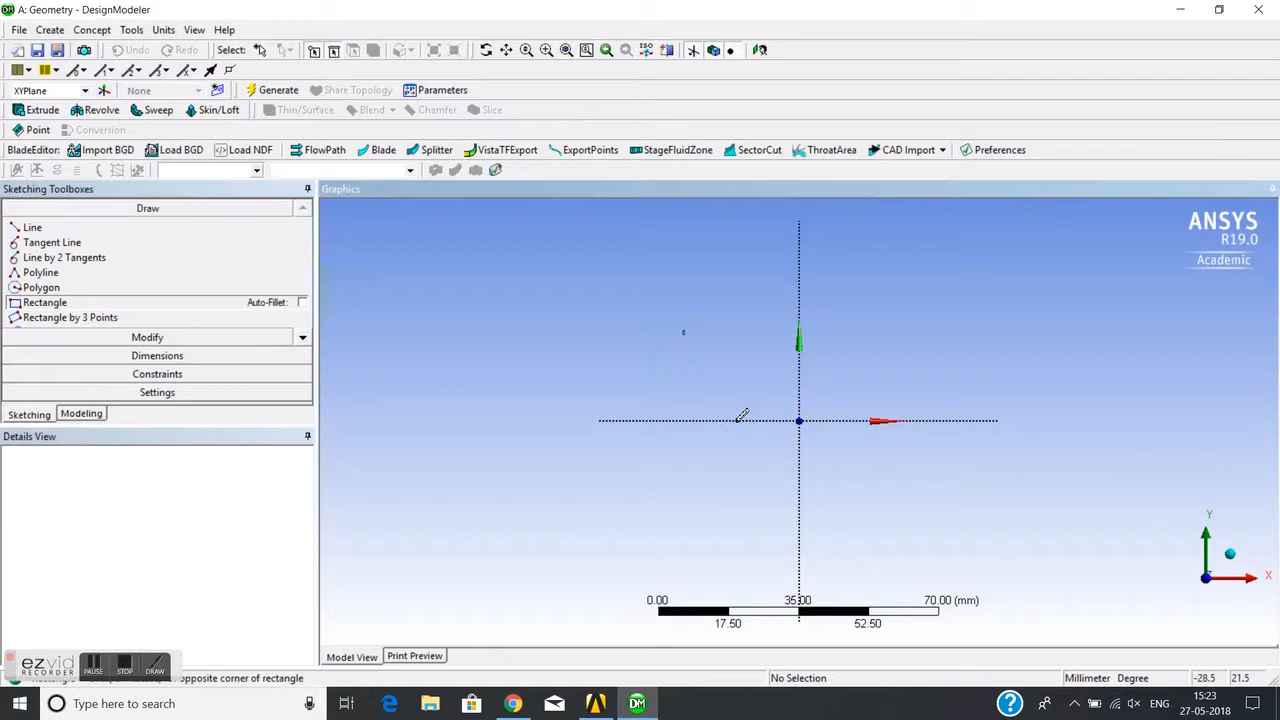 A: Geometry - DesignModeler
File Create Concept Tools Units View Help
Undo Redo Select:
XYPlane None Generate Share Topology Parameters
Extrude Revolve Sweep Skin/Loft Thin/Surface Blend Chamfer Slice
Point Conversion
BladeEditor: Import BGD Load BGD Load NDF FlowPath Blade Splitter VistaTFExport ExportPoints StageFluidZone SectorCut ThroatArea CAD Import Preferences
Sketching Toolboxes Graphics
Draw
Line
Tangent Line
Line by 2 Tangents
Polyline
Polygon
Rectangle Auto-Fillet:
Rectangle by 3 Points
Modify
Dimensions
Constraints
Settings
Sketching Modeling
Details View
ANSYS
R19.0
Academic
Y
X
0.00 35.00 70.00 (mm)
17.50 52.50
Model View Print Preview
ezvid
RECORDER
PAUSE STOP DRAW
opposite corner of rectangle No Selection Millimeter Degree -28.5 21.5
Type here to search
ENG
15:23
27-05-2018